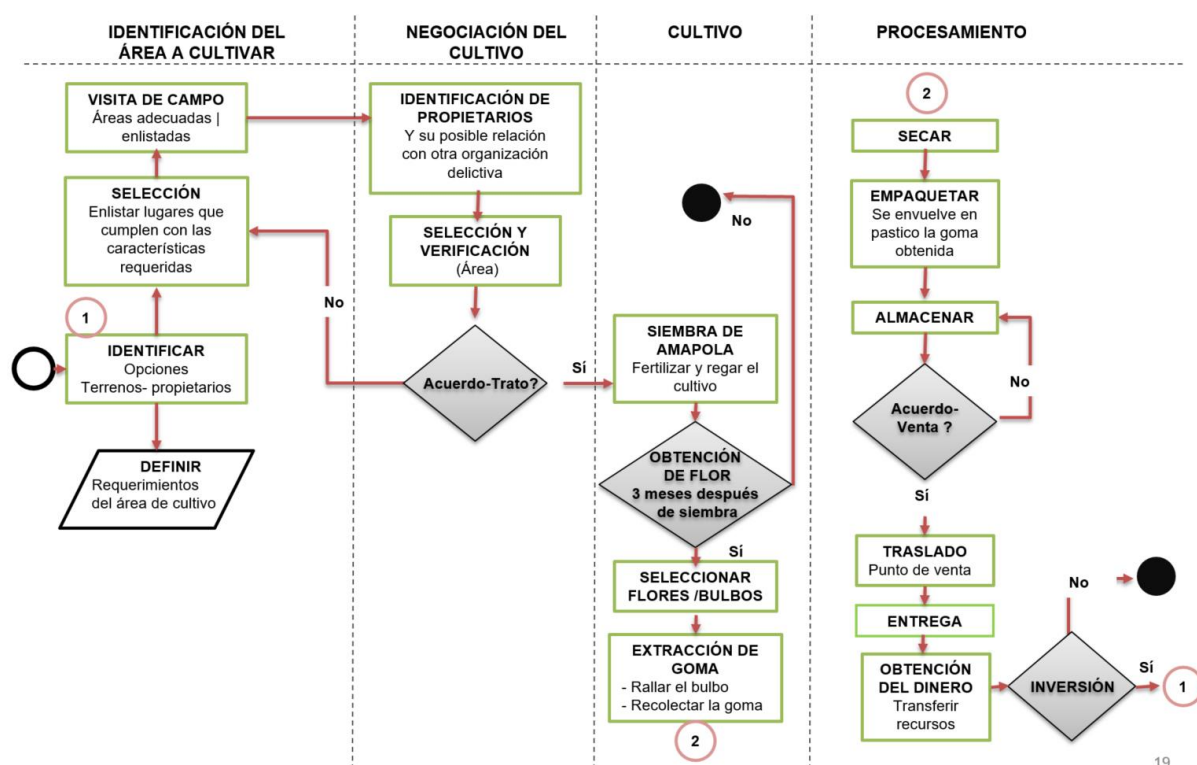 IDENTIFICACIÓN DEL
ÁREA A CULTIVAR
NEGOCIACIÓN DEL
CULTIVO
CULTIVO
PROCESAMIENTO
VISITA DE CAMPO
Áreas adecuadas |
enlistadas
SELECCIÓN
Enlistar lugares que
cumplen con las
características
requeridas
1
IDENTIFICAR
Opciones
Terrenos- propietarios
DEFINIR
Requerimientos
del área de cultivo
IDENTIFICACIÓN DE
PROPIETARIOS
Y su posible relación
con otra organización
delictiva
SELECCIÓN Y
VERIFICACIÓN
(Área)
No
Acuerdo-Trato?
Sí
No
SIEMBRA DE
AMAPOLA
Fertilizar y regar el
cultivo
OBTENCIÓN
DE FLOR
3 meses después
de siembra
Sí
SELECCIONAR
FLORES /BULBOS
EXTRACCIÓN DE
GOMA
- Rallar el bulbo
- Recolectar la goma
2
2
SECAR
EMPAQUETAR
Se envuelve en
pastico la goma
obtenida
ALMACENAR
No
Acuerdo-
Venta ?
Sí
TRASLADO
Punto de venta
ENTREGA
OBTENCIÓN
DEL DINERO
Transferir
recursos
No
INVERSIÓN
Sí
1
19